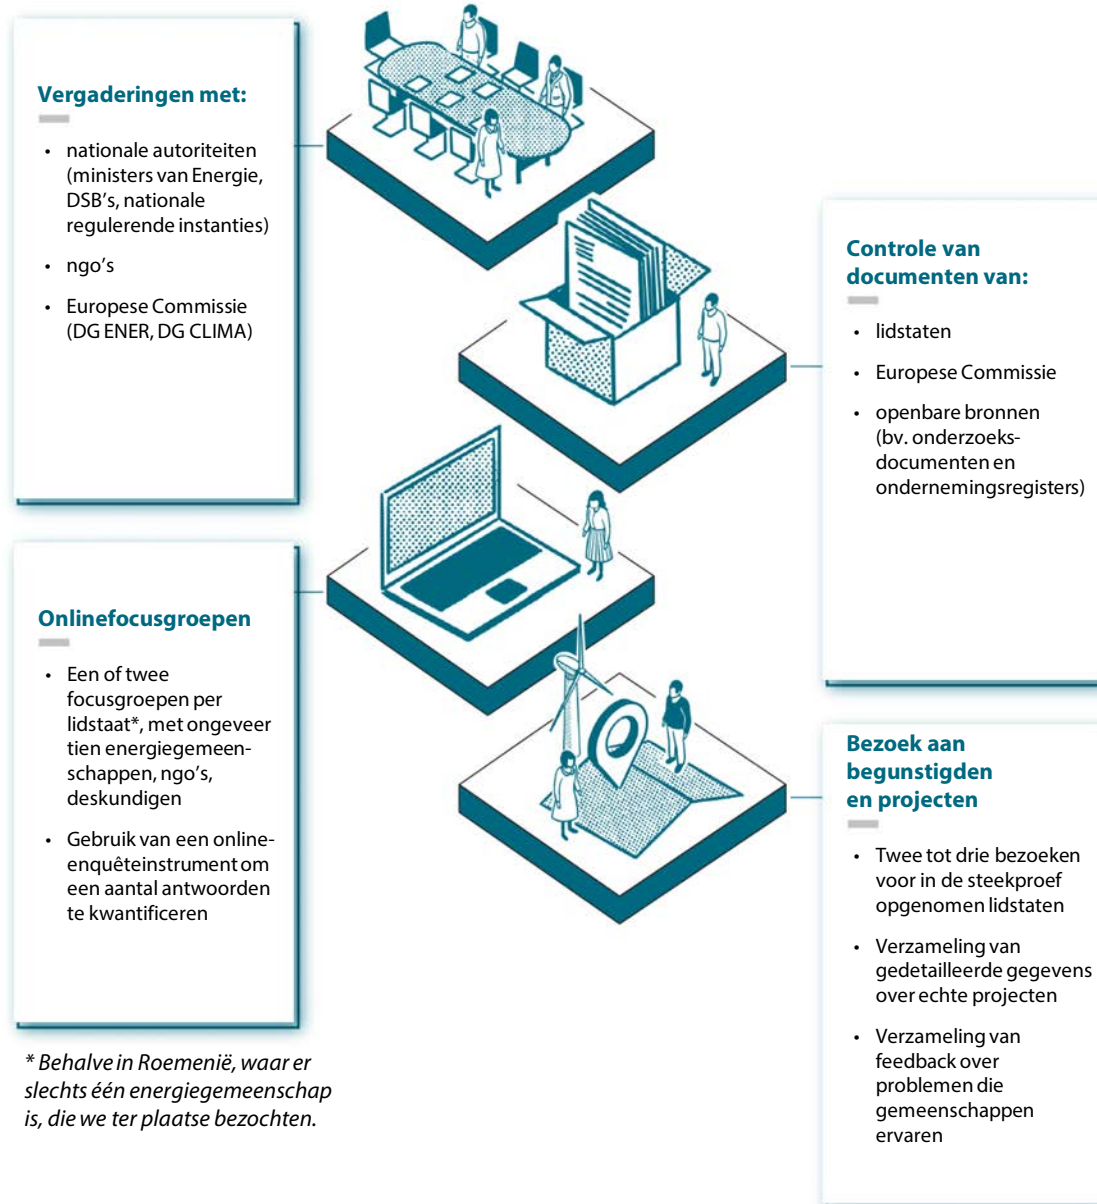 Vergaderingen met:
• nationale autoriteiten
(ministers van Energie,
DSB's, nationale
regulerende instanties)
• ngo's
• Europese Commissie
(DG ENER, DG CLIMA)
Controle van
documenten van:
• lidstaten
• Europese Commissie
• openbare bronnen
(bv. onderzoeks-
documenten en
ondernemingsregisters)
Onlinefocusgroepen
• Een of twee
focusgroepen per
lidstaat*, met ongeveer
tien energiegemeen-
schappen, ngo's,
deskundigen
• Gebruik van een online-
enquêteinstrument om
een aantal antwoorden
te kwantificeren
* Behalve in Roemenië, waar er
slechts één energiegemeenschap
is, die we ter plaatse bezochten.
Bezoek aan
begunstigden
en projecten
• Twee tot drie bezoeken
voor in de steekproef
opgenomen lidstaten
• Verzameling van
gedetailleerde gegevens
over echte projecten
• Verzameling van
feedback over
problemen die
gemeenschappen
ervaren